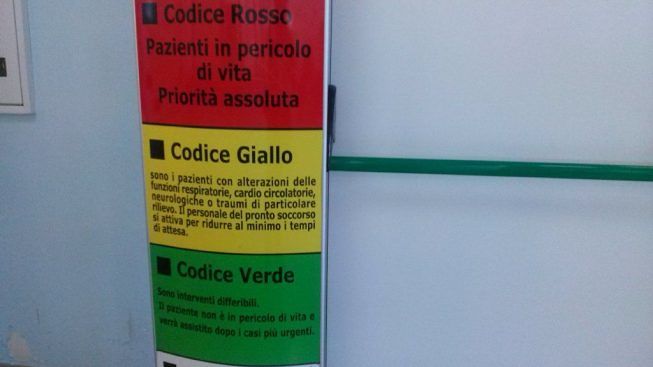 Codice Rosso
Pazienti in pericolo
di vita
Priorità assoluta
Codice Giallo
sono i pazienti con alterazioni delle
funzioni respiratorie, cardio circolatorie,
neurologiche o traumi di particolare
rilievo. Il personale del pronto soccorso
si attiva per ridurre al minimo i tempi
di attesa.
Codice Verde
Sono interventi differibili.
Il paziente non è in pericolo di vita e
verrà assistito dopo i casi più urgenti.